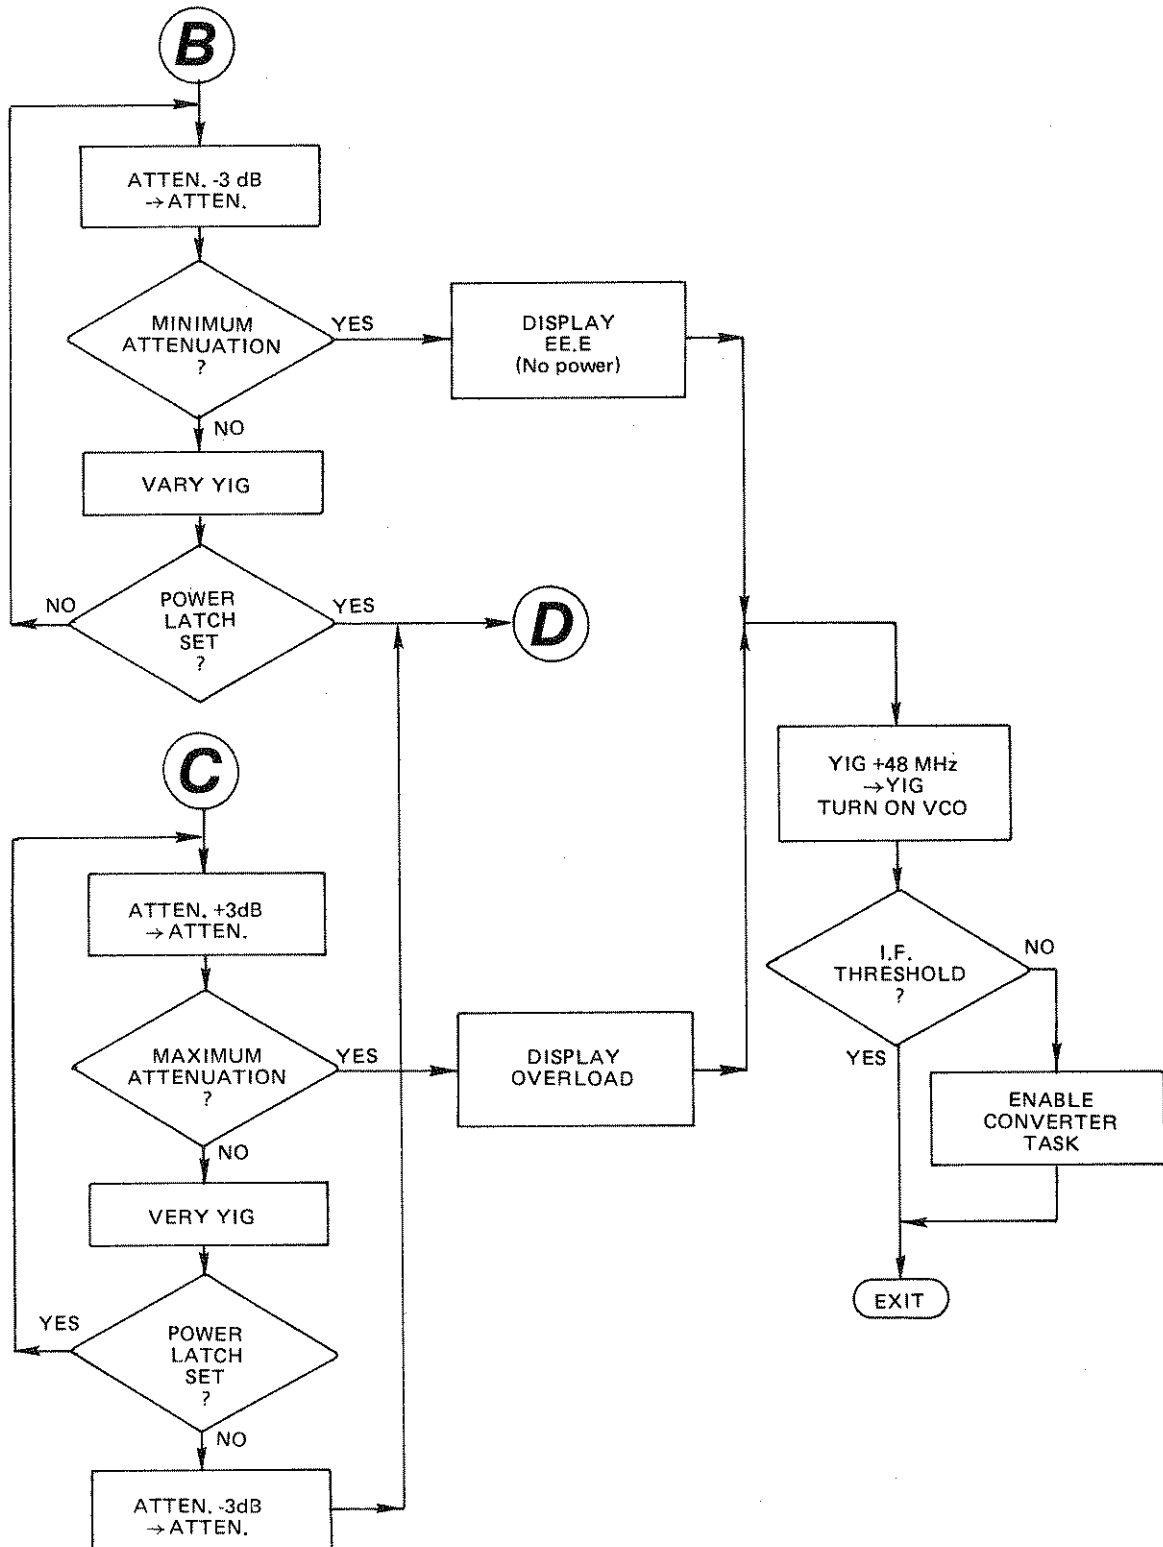 B
ATTEN. -3 dB
→ATTEN.
MINIMUM
ATTENUATION
?
YES
DISPLAY
EE.E
(No power)
NO
VARY YIG
POWER
LATCH
SET
?
NO
YES
D
C
ATTEN. +3dB
→ATTEN.
MAXIMUM
ATTENUATION
?
YES
DISPLAY
OVERLOAD
NO
VERY YIG
POWER
LATCH
SET
?
YES
NO
ATTEN. -3dB
→ATTEN.
YIG +48 MHz
→YIG
TURN ON VCO
I.F.
THRESHOLD
?
NO
YES
ENABLE
CONVERTER
TASK
EXIT